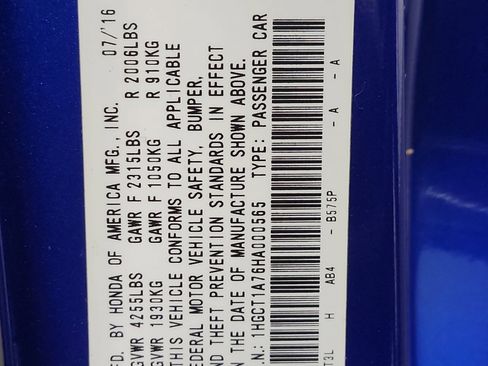 FD. BY HONDA OF AMERICA MFG., INC. 07/'16
GVWR 4255LBS GAWR F 2315LBS R 2006LBS
GVWR 1930KG GAWR F 1050KG R 910KG
THIS VEHICLE CONFORMS TO ALL APPLICABLE
FEDERAL MOTOR VEHICLE SAFETY, BUMPER,
AND THEFT PREVENTION STANDARDS IN EFFECT
ON THE DATE OF MANUFACTURE SHOWN ABOVE.
I.N.: 1HGCT1A76HA000565 TYPE: PASSENGER CAR
T3L H AB4 - B575P - A - A